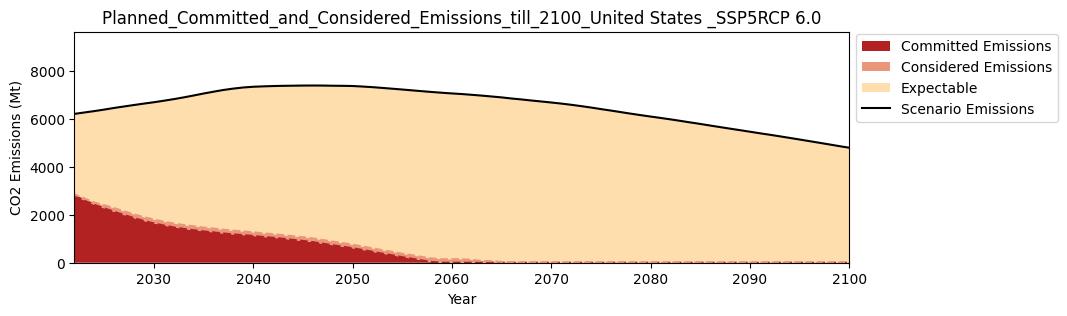 Planned_Committed_and_Considered_Emissions_till_2100_United States _SSP5RCP 6.0
8000
6000
4000
2000
0
CO2 Emissions (Mt)
2030 2040 2050 2060 2070 2080 2090 2100
Year
Committed Emissions
Considered Emissions
Expectable
Scenario Emissions